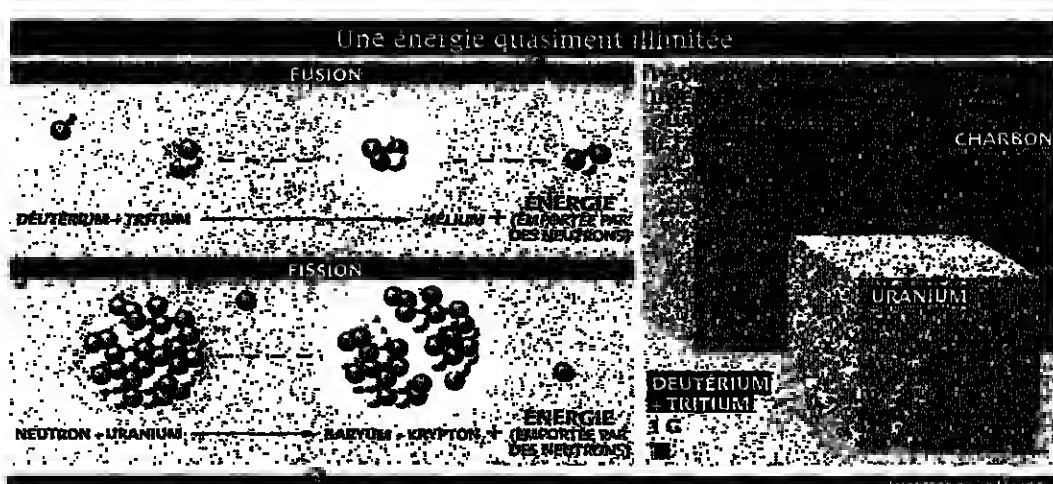 Une énergie quasiment illimitée
FUSION
DEUTÉRIUM + TRITIUM
HÉLIUM +
ÉNERGIE
(EMPORTÉE PAR
DES NEUTRONS)
FISSION
NEUTRON + URANIUM
BARYUM + KRYPTON +
ÉNERGIE
(EMPORTÉE PAR
DES NEUTRONS)
CHARBON
URANIUM
DEUTÉRIUM
+ TRITIUM
1 G